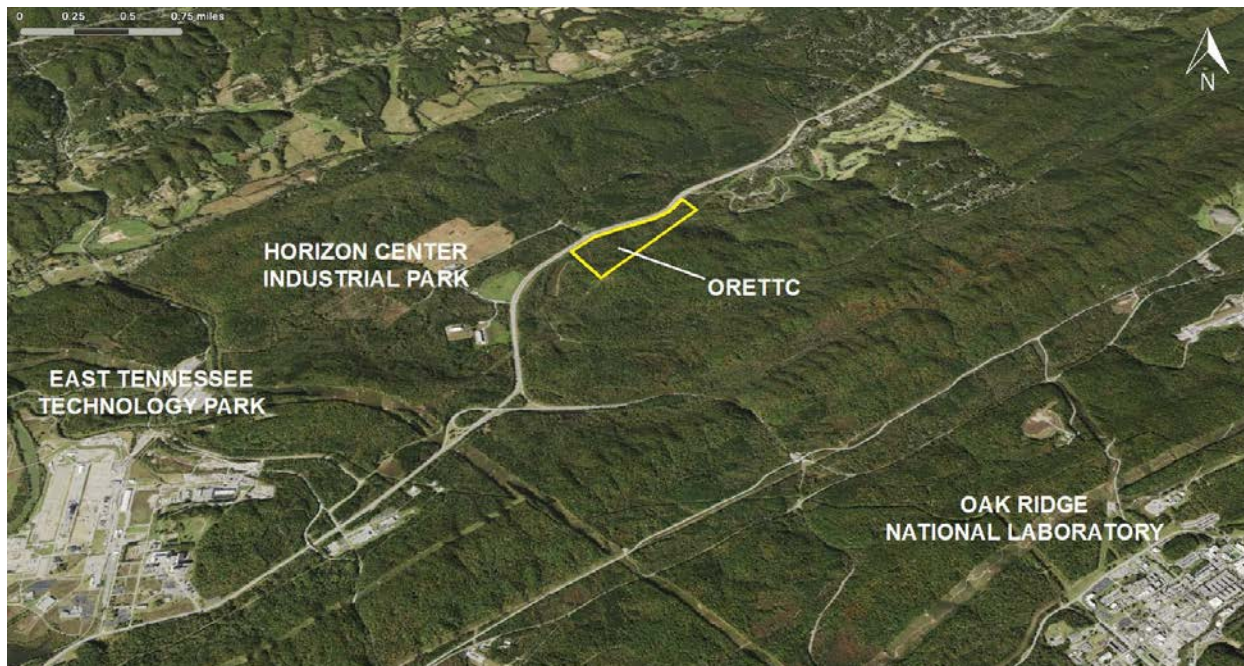 0 0.25 0.5 0.75 miles
N
HORIZON CENTER
INDUSTRIAL PARK
ORETTC
EAST TENNESSEE
TECHNOLOGY PARK
OAK RIDGE
NATIONAL LABORATORY